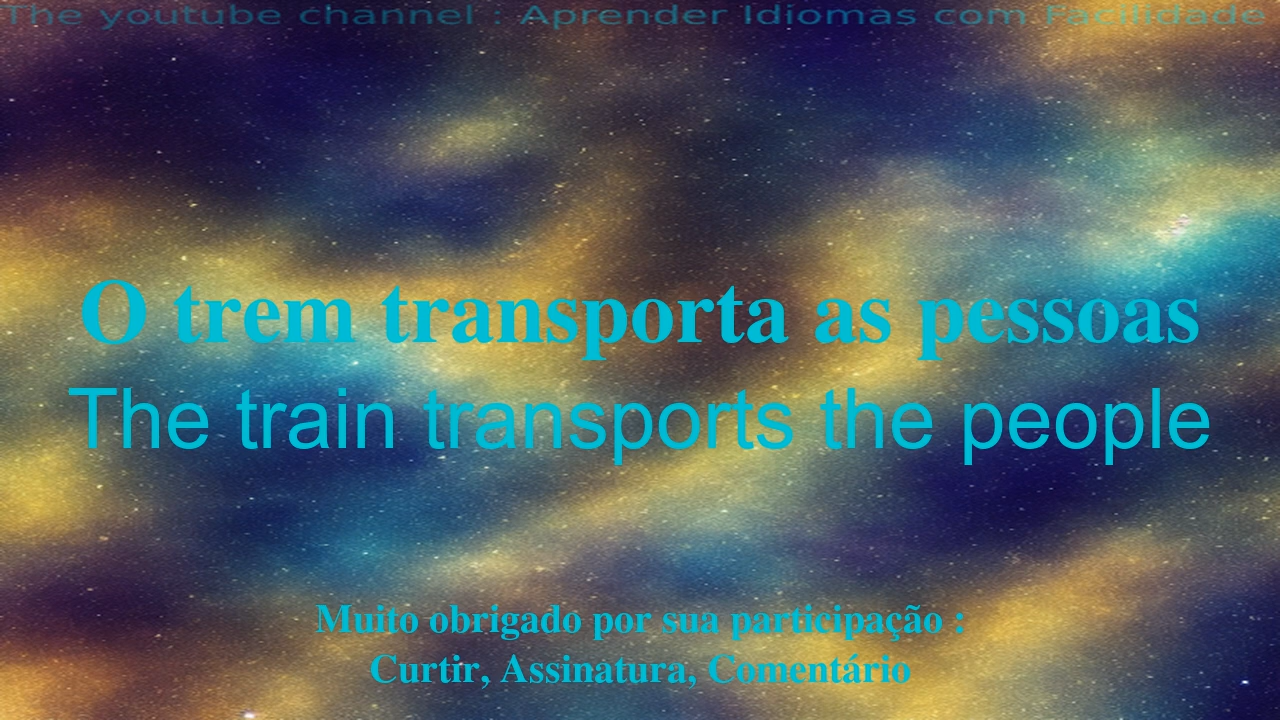 The youtube channel : Aprender Idiomas com Facilidade
O trem transporta as pessoas
The train transports the people
Muito obrigado por sua participação :
Curtir, Assinatura, Comentário